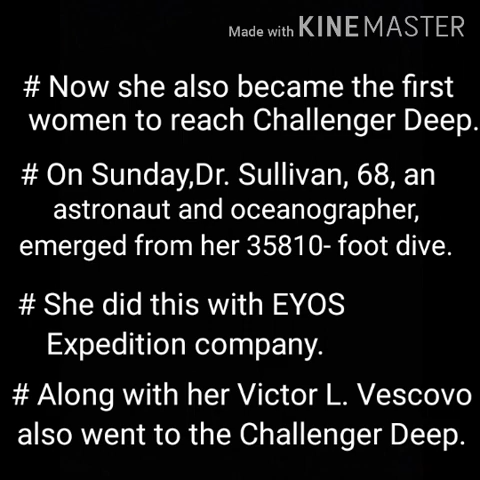 Made with KINEMASTER
# Now she also became the first
women to reach Challenger Deep.
# On Sunday,Dr. Sullivan, 68, an
astronaut and oceanographer,
emerged from her 35810- foot dive.
# She did this with EYOS
Expedition company.
# Along with her Victor L. Vescovo
also went to the Challenger Deep.